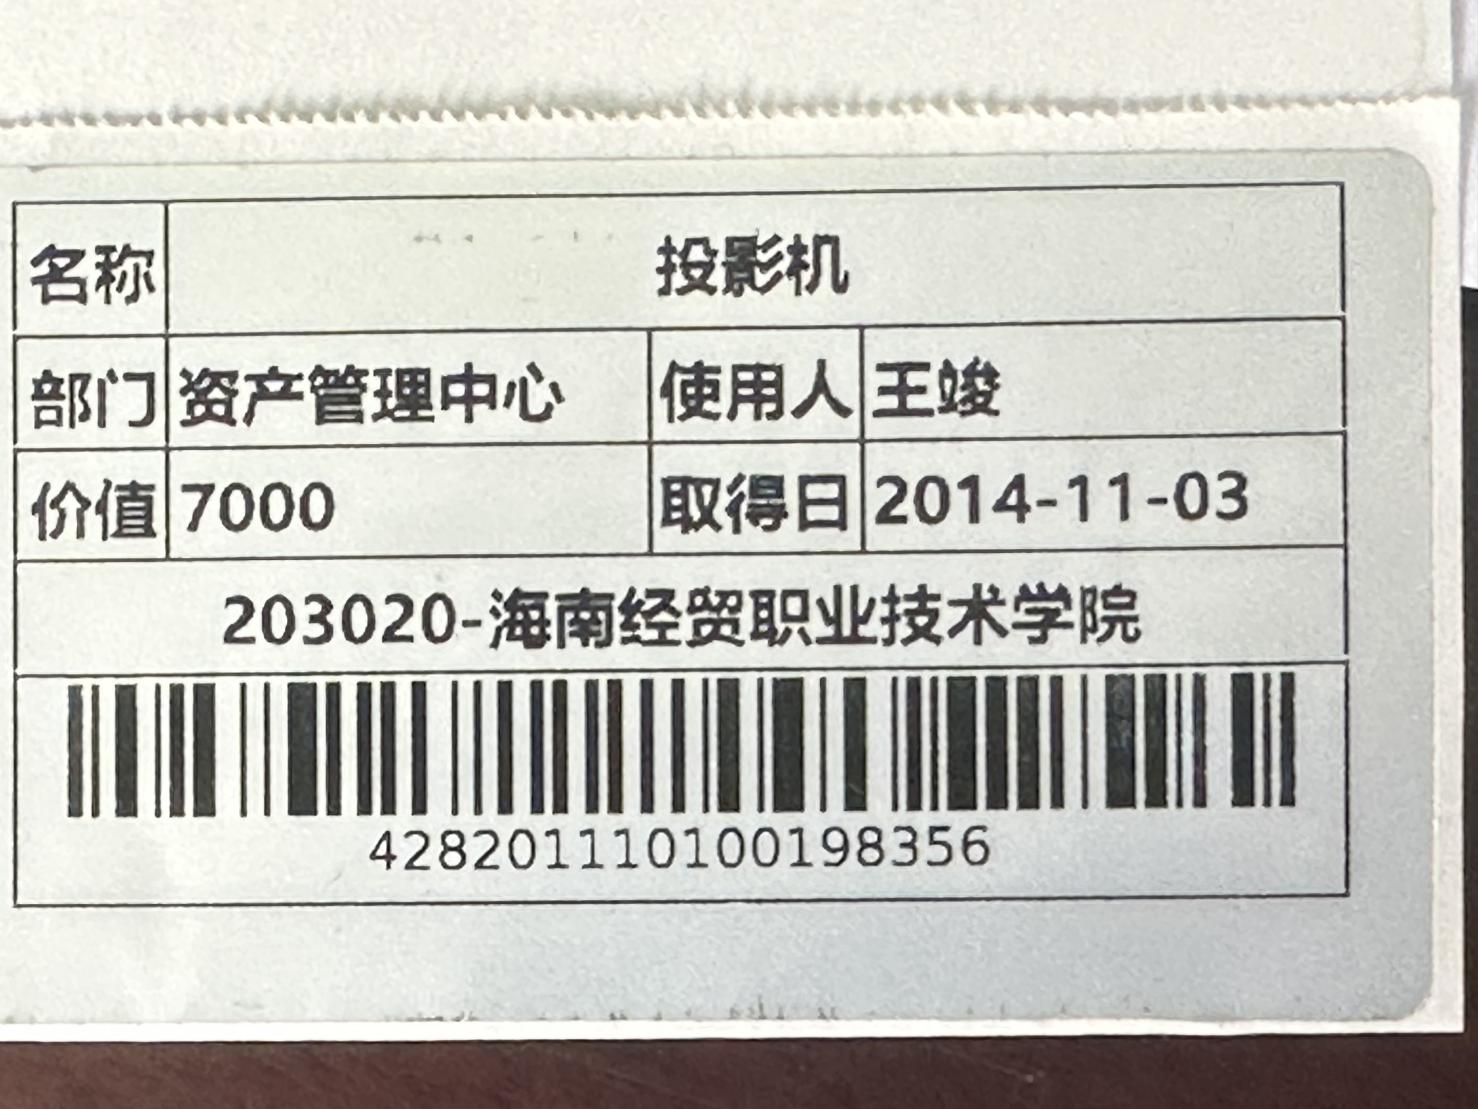 名称 投影机
部门 资产管理中心 使用人 王竣
价值 7000 取得日 2014-11-03
203020-海南经贸职业技术学院
428201110100198356